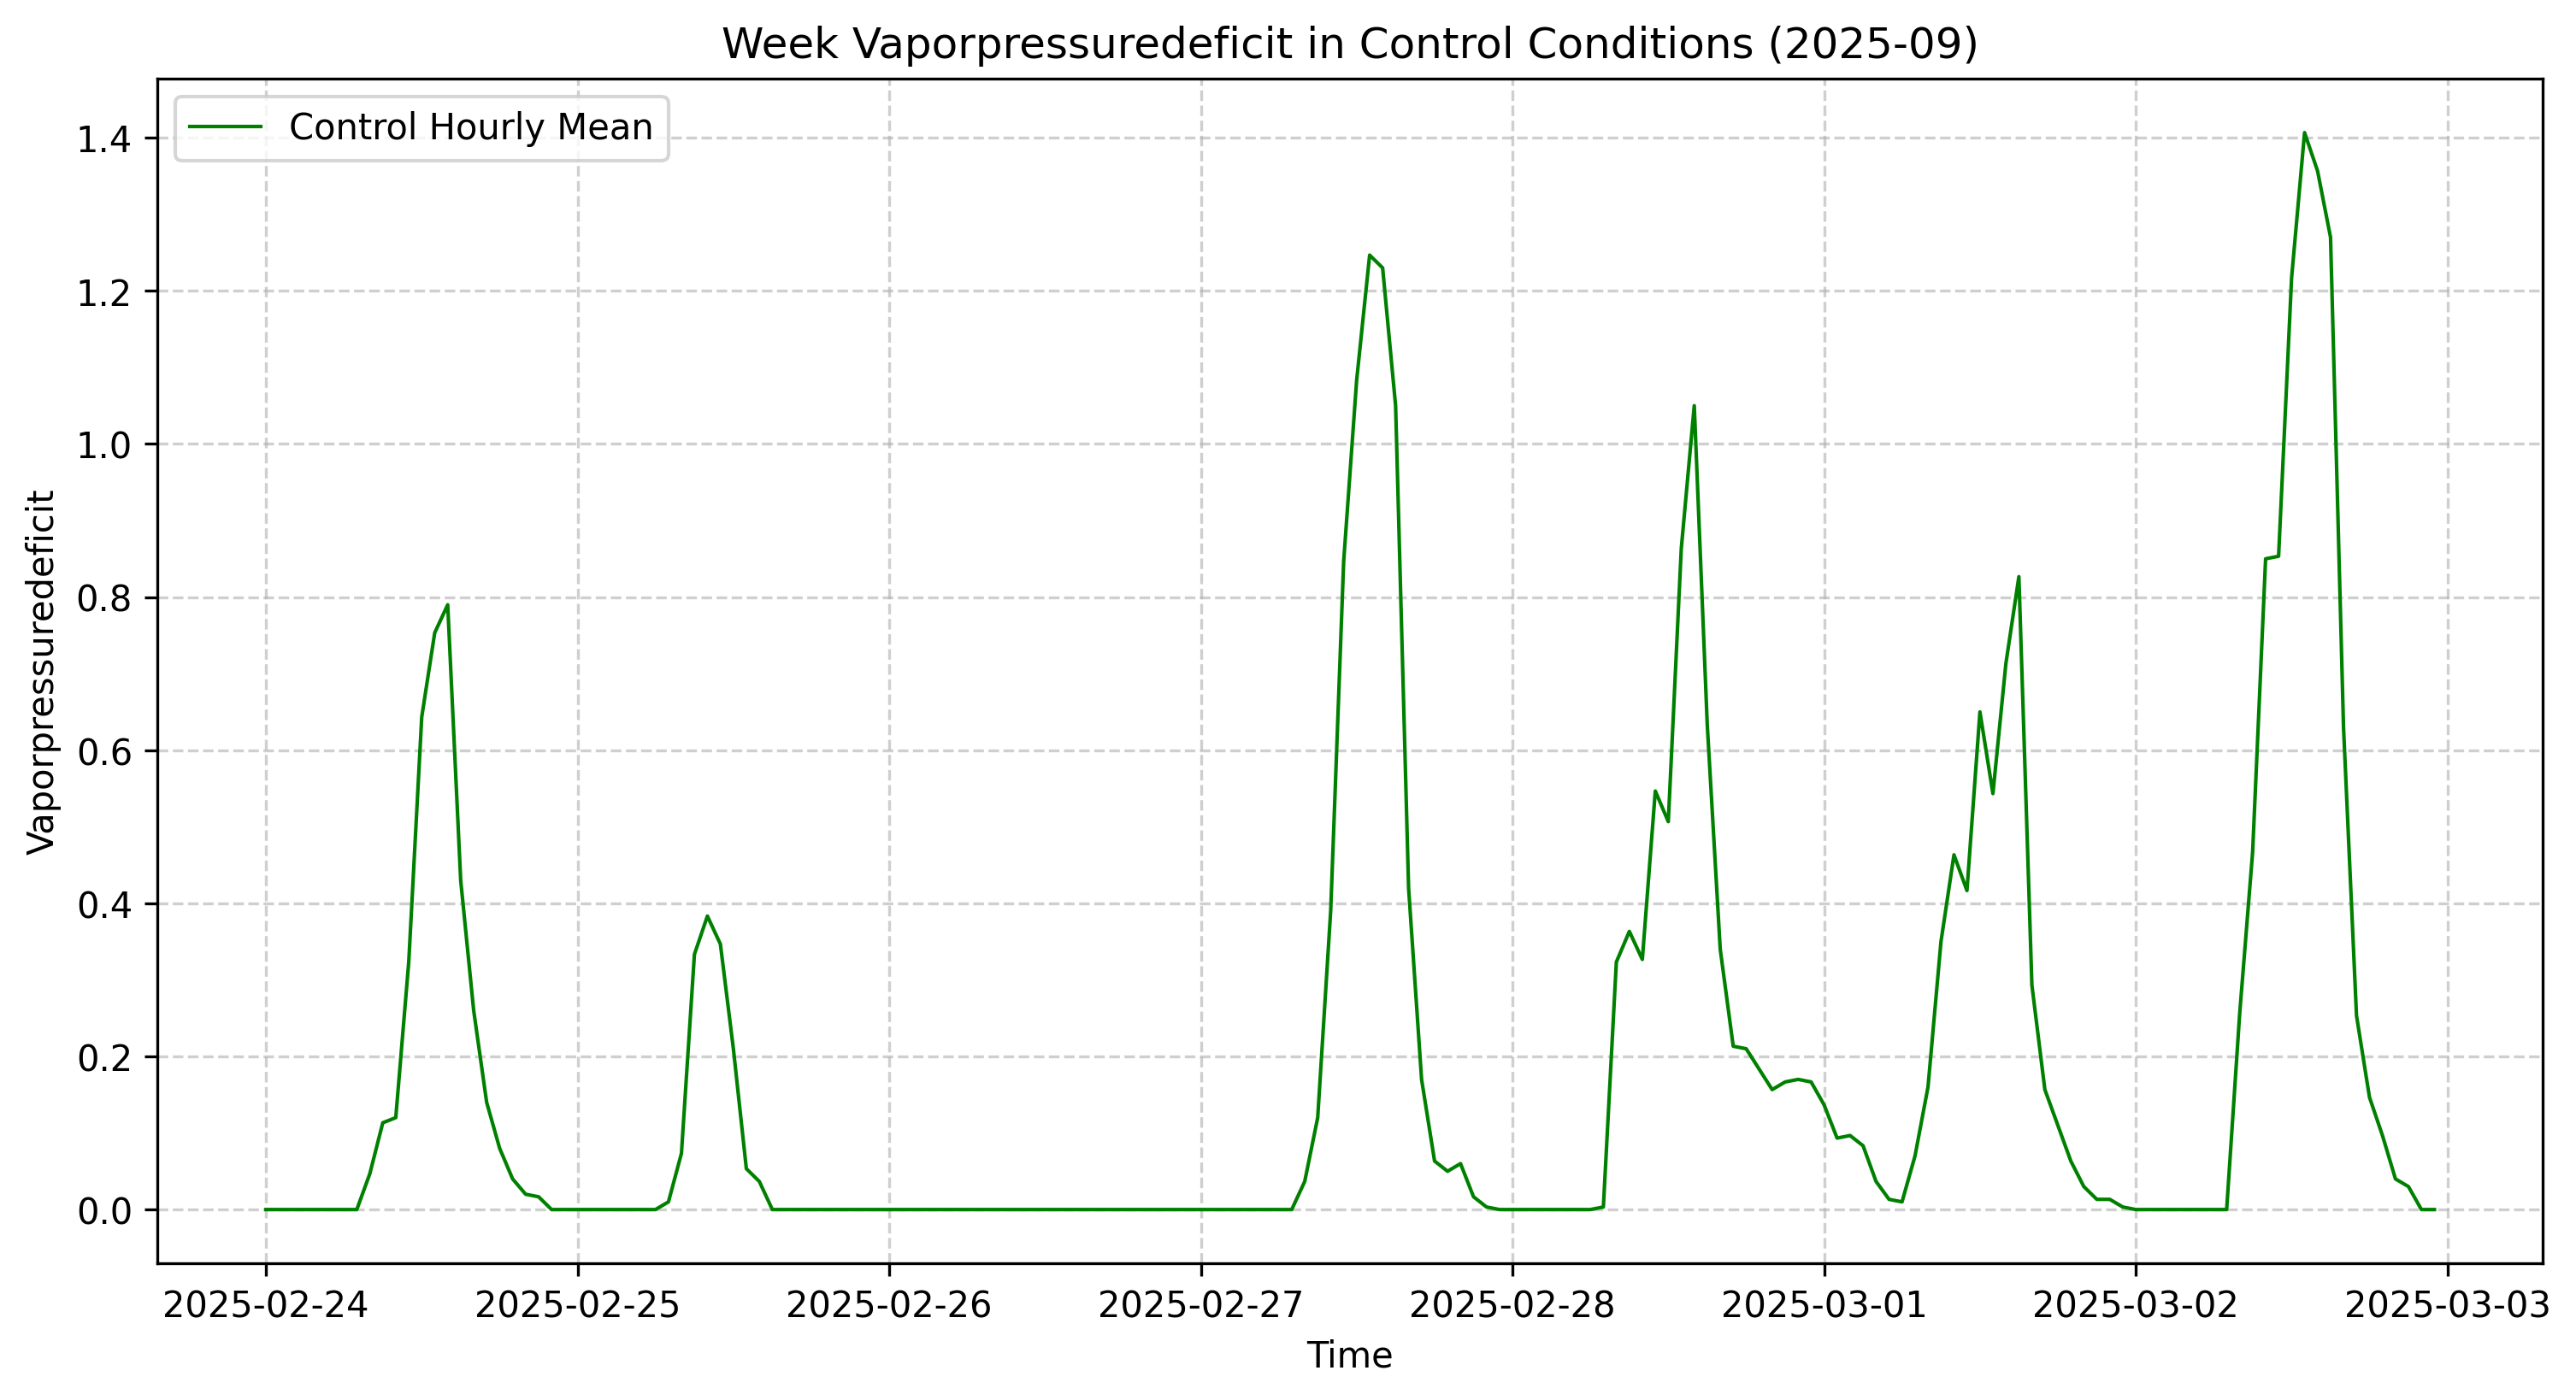 Week Vaporpressuredeficit in Control Conditions (2025-09)
Control Hourly Mean
1.4
1.2
1.0
0.8
0.6
0.4
0.2
0.0
Vaporpressuredeficit
2025-02-24 2025-02-25 2025-02-26 2025-02-27 2025-02-28 2025-03-01 2025-03-02 2025-03-03
Time